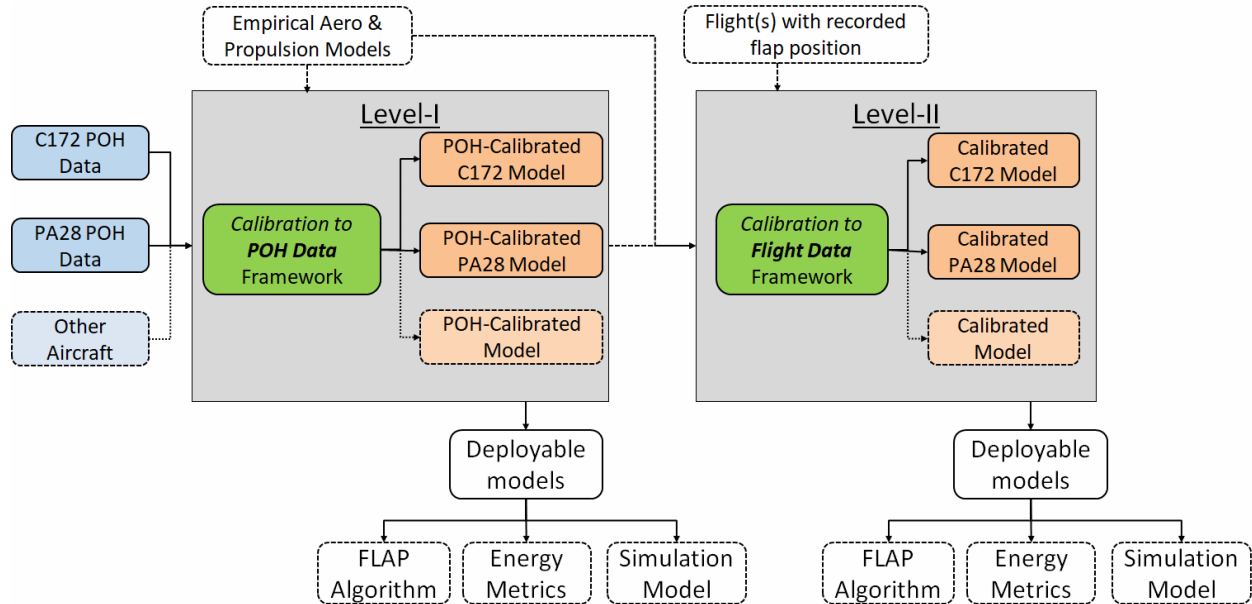 Empirical Aero &
Propulsion Models
Flight(s) with recorded
flap position
Level-I
Level-II
C172 POH
Data
PA28 POH
Data
Other
Aircraft
Calibration to
POH Data
Framework
POH-Calibrated
C172 Model
POH-Calibrated
PA28 Model
POH-Calibrated
Model
Calibration to
Flight Data
Framework
Calibrated
C172 Model
Calibrated
PA28 Model
Calibrated
Model
Deployable
models
FLAP
Algorithm
Energy
Metrics
Simulation
Model
Deployable
models
FLAP
Algorithm
Energy
Metrics
Simulation
Model